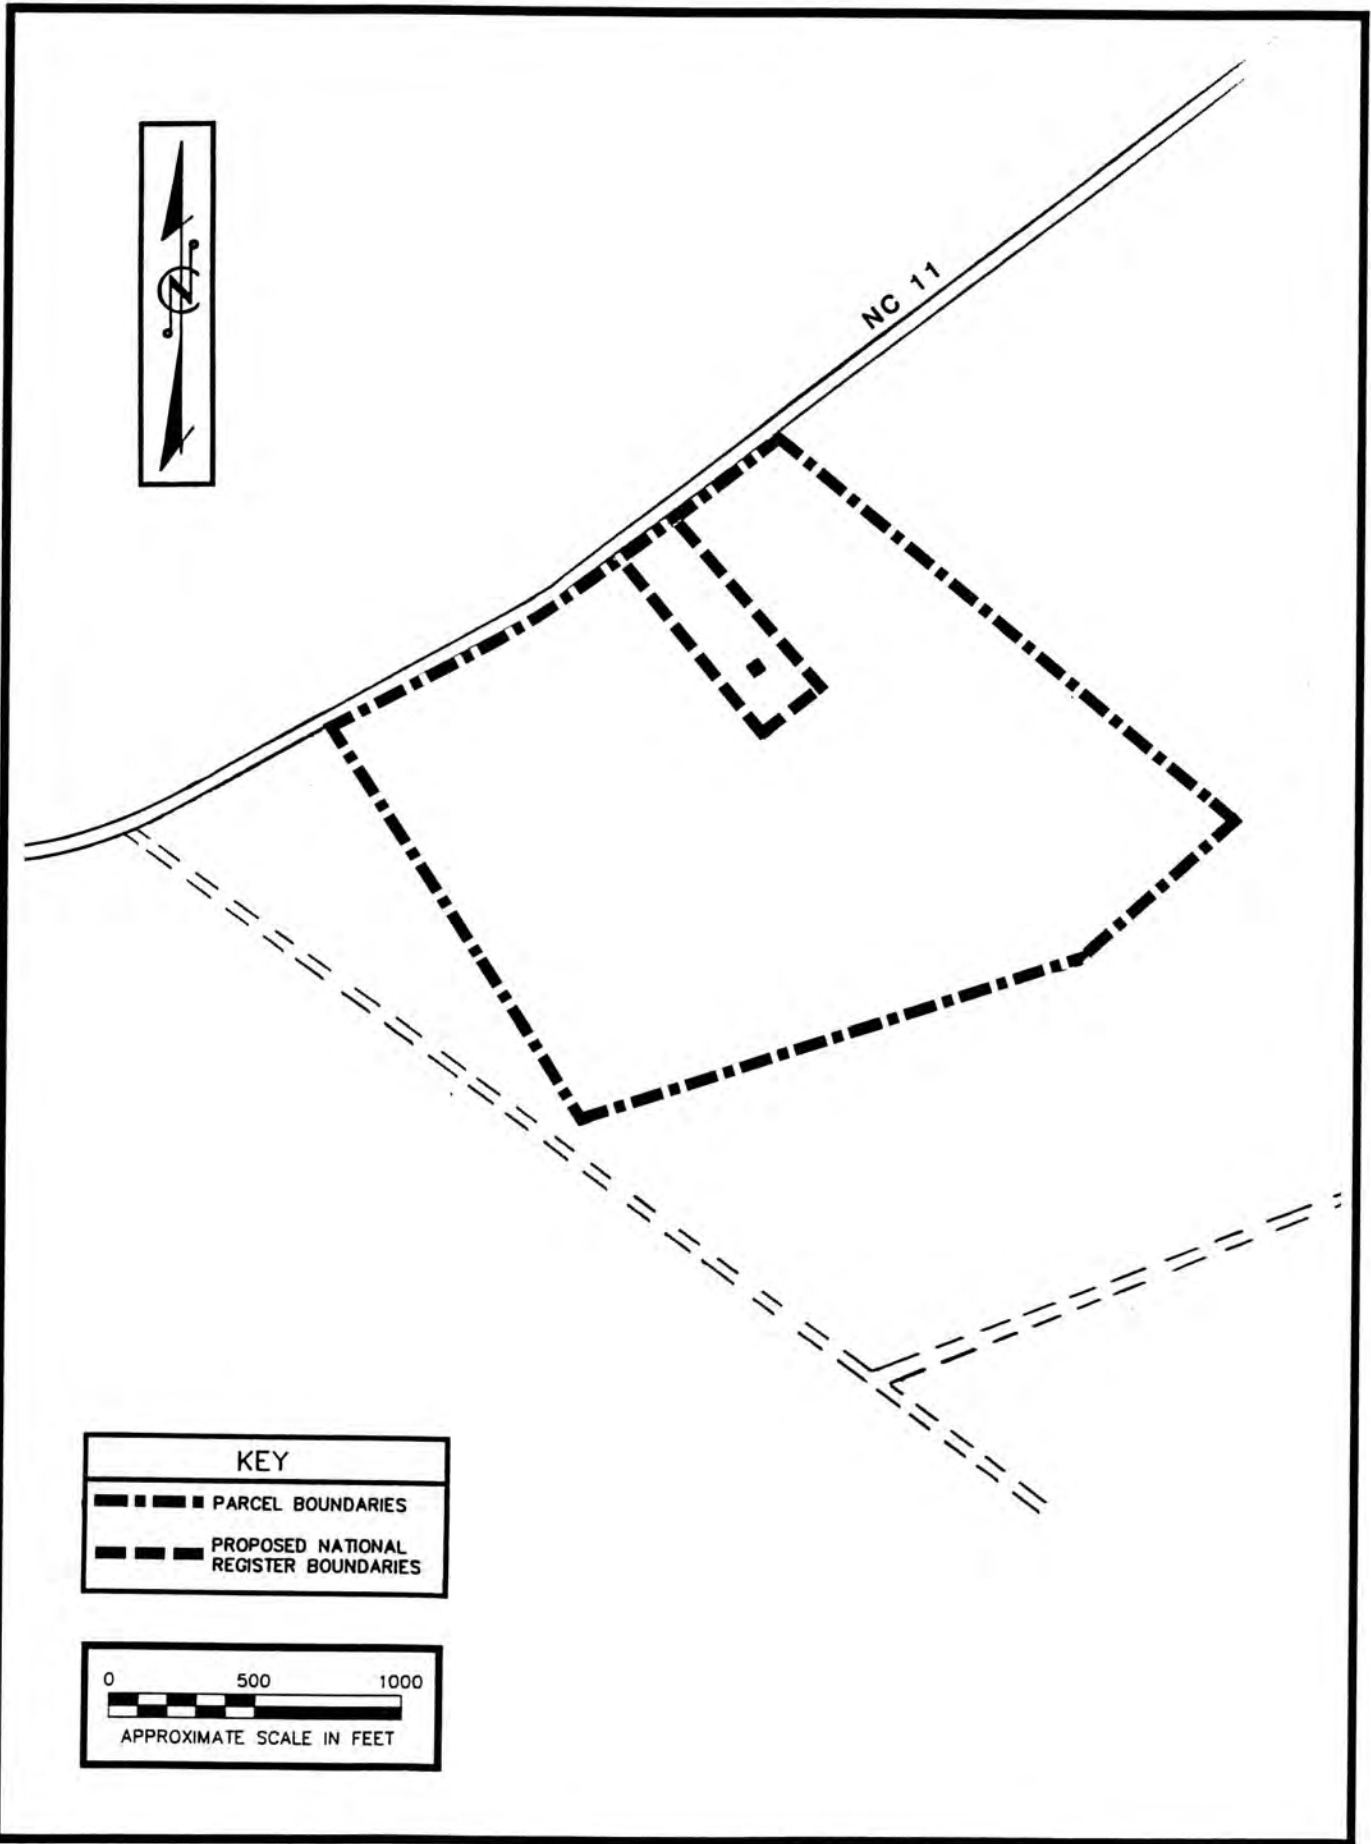 NC 11
KEY
PARCEL BOUNDARIES
PROPOSED NATIONAL
REGISTER BOUNDARIES
0 500 1000
APPROXIMATE SCALE IN FEET